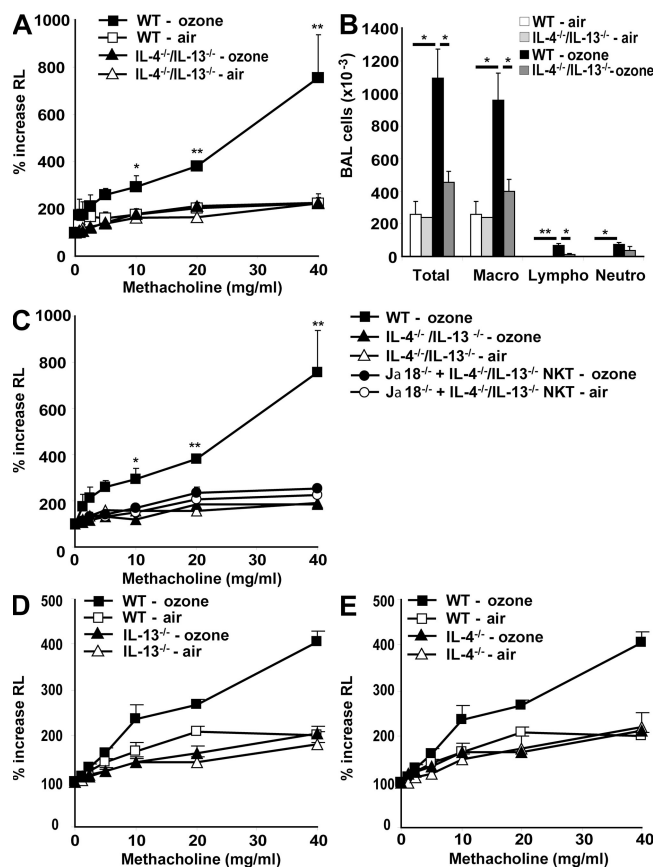 A
WT - ozone
WT - air
IL-4-/-/IL-13-/- - ozone
IL-4-/-/IL-13-/- - air
% increase RL
1000
800
600
400
200
0
* ** **
0 10 20 30 40
Methacholine (mg/ml)
B
WT - air
IL-4-/-/IL-13-/- - air
WT - ozone
IL-4-/-/IL-13-/- - ozone
BAL cells (x10-3)
1400
1200
1000
800
600
400
200
0
* * * * ** * *
Total Macro Lympho Neutro
C
WT - ozone
IL-4-/-/IL-13 -/- - ozone
IL-4-/-/IL-13-/- - air
Ja 18-/- + IL-4-/-/IL-13-/- NKT - ozone
Ja 18-/- + IL-4-/-/IL-13-/- NKT - air
% increase RL
1000
800
600
400
200
0
* ** **
0 10 20 30 40
Methacholine (mg/ml)
D
WT - ozone
WT - air
IL-13-/- - ozone
IL-13-/- - air
% increase RL
500
400
300
200
100
0
0 10 20 30 40
Methacholine (mg/ml)
E
WT - ozone
WT - air
IL-4-/- - ozone
IL-4-/- - air
% increase RL
500
400
300
200
100
0
0 10 20 30 40
Methacholine (mg/ml)